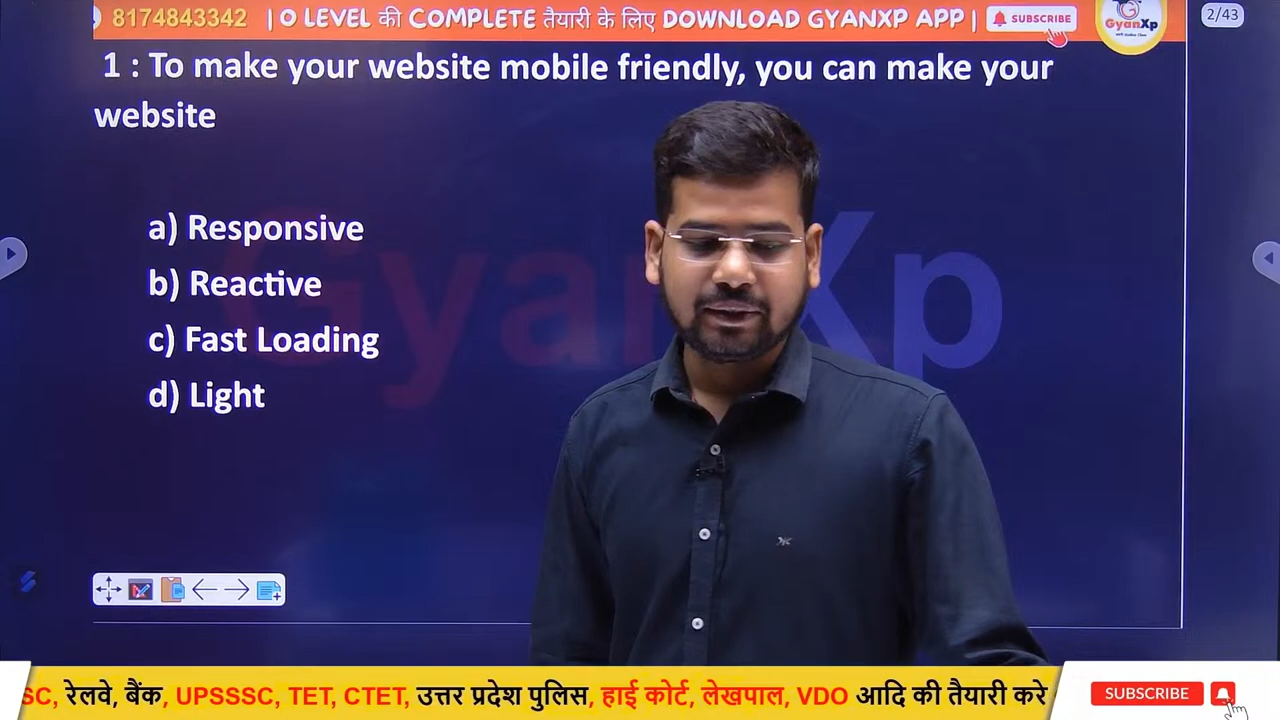 8174843342 | O LEVEL की COMPLETE तैयारी के लिए DOWNLOAD GYANXP APP |
SUBSCRIBE
GyanXp
2/43
1 : To make your website mobile friendly, you can make your
website
a) Responsive
b) Reactive
c) Fast Loading
d) Light
SC, रेलवे, बैंक, UPSSSC, TET, CTET, उत्तर प्रदेश पुलिस, हाई कोर्ट, लेखपाल, VDO आदि की तैयारी करे
SUBSCRIBE